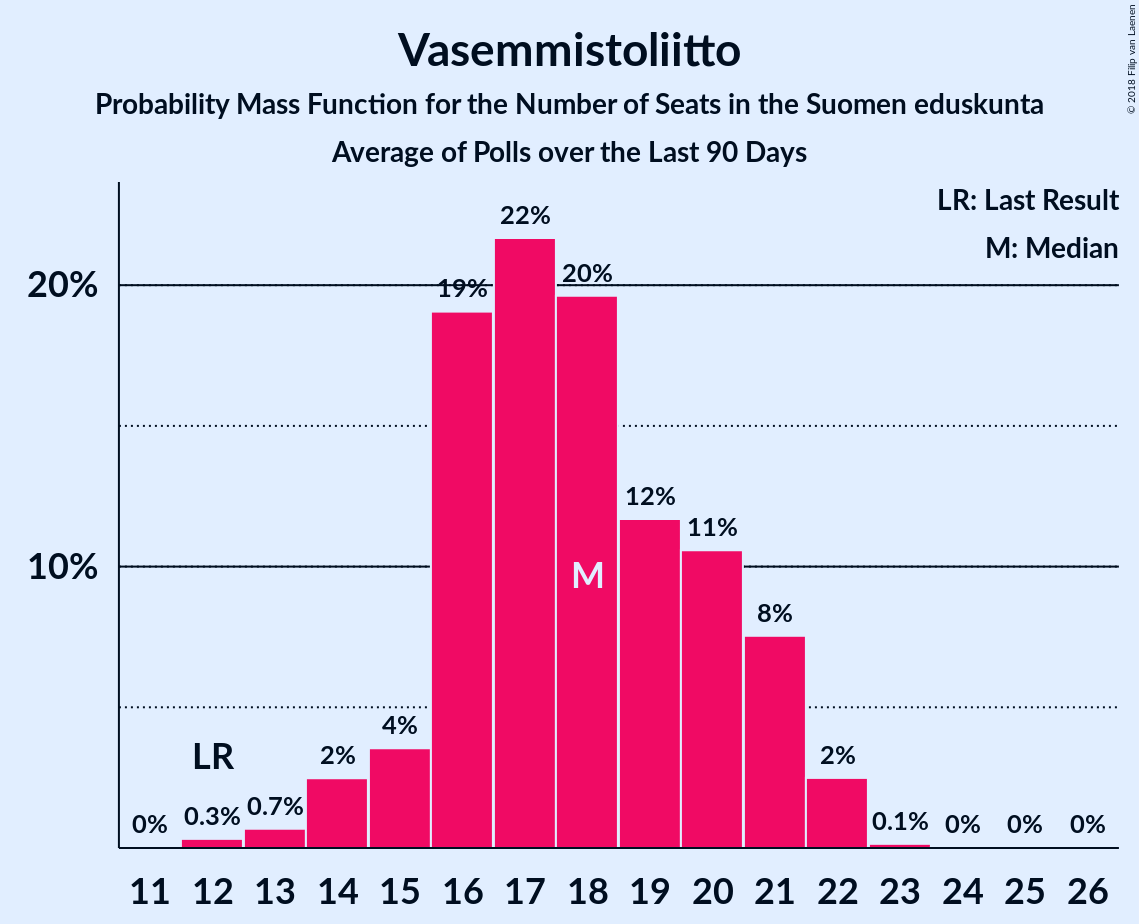 Vasemmistoliitto
Probability Mass Function for the Number of Seats in the Suomen eduskunta
Average of Polls over the Last 90 Days
© 2018 Filip van Laenen
LR: Last Result
M: Median
20%
10%
0%
0.3%
0.7%
2%
4%
19%
22%
20%
12%
11%
8%
2%
0.1%
0%
0%
0%
LR
M
11 12 13 14 15 16 17 18 19 20 21 22 23 24 25 26